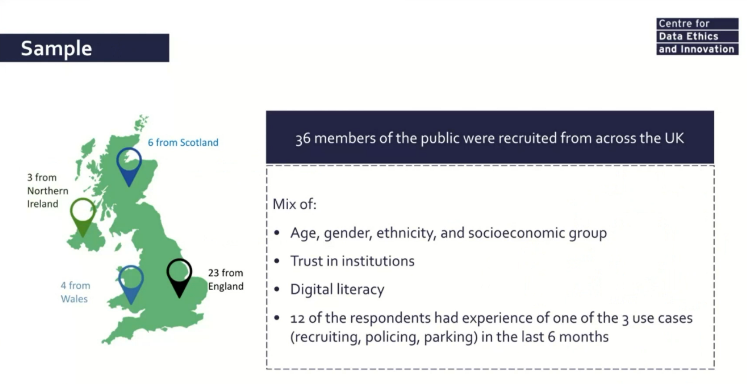 Sample
Centre for
Data Ethics
and Innovation
6 from Scotland
3 from
Northern
Ireland
4 from
Wales
23 from
England
36 members of the public were recruited from across the UK
Mix of:
• Age, gender, ethnicity, and socioeconomic group
• Trust in institutions
• Digital literacy
• 12 of the respondents had experience of one of the 3 use cases
(recruiting, policing, parking) in the last 6 months